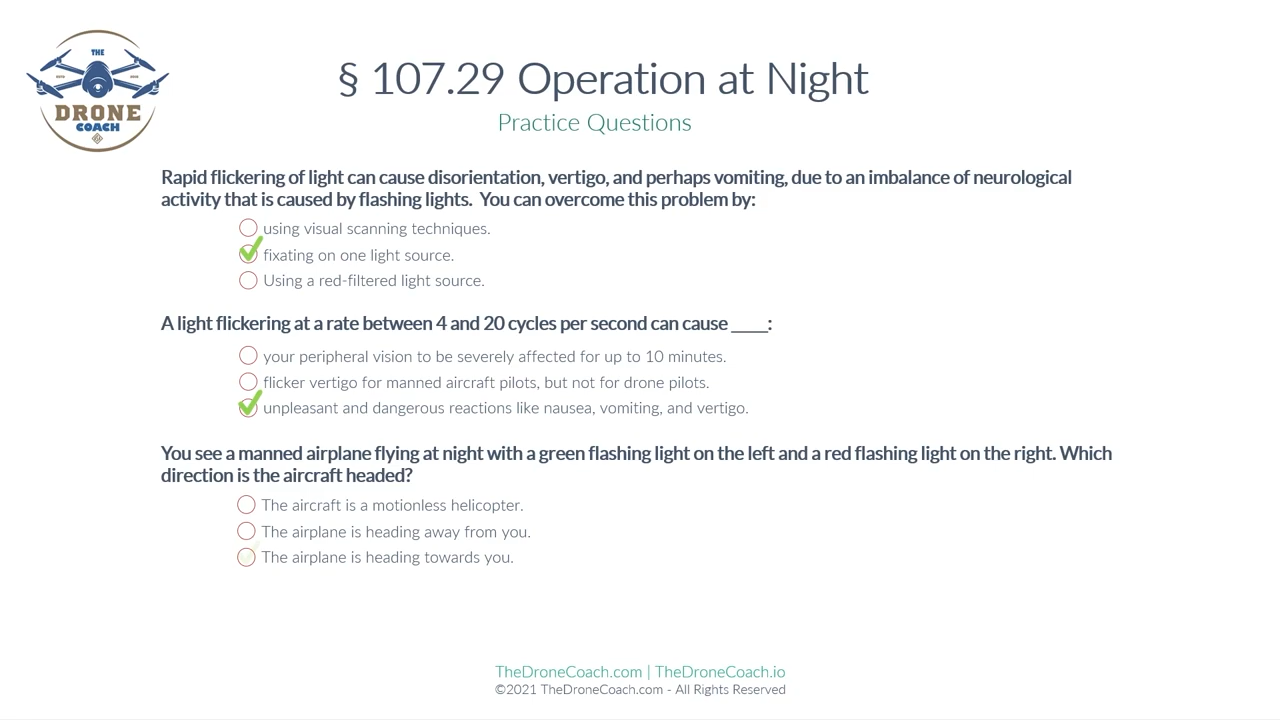 THE
DRONE
COACH
§ 107.29 Operation at Night
Practice Questions
Rapid flickering of light can cause disorientation, vertigo, and perhaps vomiting, due to an imbalance of neurological
activity that is caused by flashing lights.  You can overcome this problem by:
using visual scanning techniques.
fixating on one light source.
Using a red-filtered light source.
A light flickering at a rate between 4 and 20 cycles per second can cause ____:
your peripheral vision to be severely affected for up to 10 minutes.
flicker vertigo for manned aircraft pilots, but not for drone pilots.
unpleasant and dangerous reactions like nausea, vomiting, and vertigo.
You see a manned airplane flying at night with a green flashing light on the left and a red flashing light on the right. Which
direction is the aircraft headed?
The aircraft is a motionless helicopter.
The airplane is heading away from you.
The airplane is heading towards you.
TheDroneCoach.com | TheDroneCoach.io
©2021 TheDroneCoach.com - All Rights Reserved